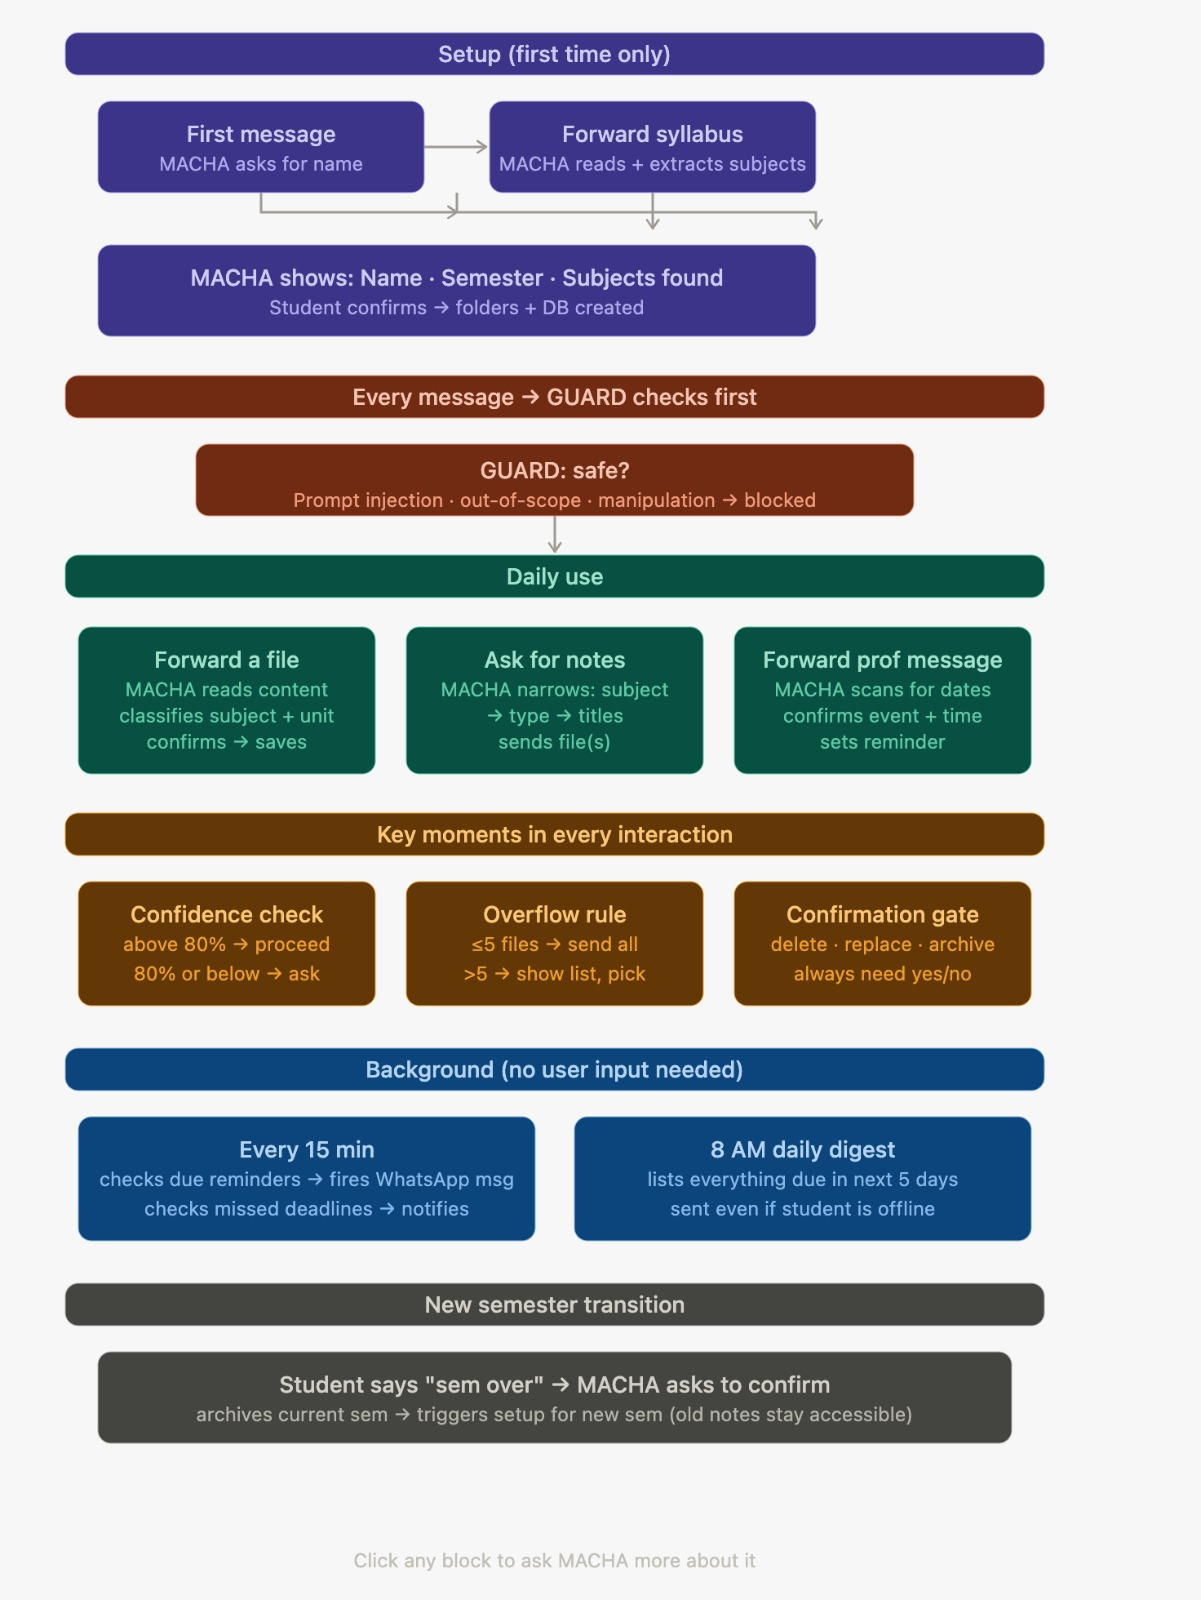 Setup (first time only)
First message
MACHA asks for name
Forward syllabus
MACHA reads + extracts subjects
MACHA shows: Name · Semester · Subjects found
Student confirms → folders + DB created
Every message → GUARD checks first
GUARD: safe?
Prompt injection · out-of-scope · manipulation → blocked
Daily use
Forward a file
MACHA reads content
classifies subject + unit
confirms → saves
Ask for notes
MACHA narrows: subject
→ type → titles
sends file(s)
Forward prof message
MACHA scans for dates
confirms event + time
sets reminder
Key moments in every interaction
Confidence check
above 80% → proceed
80% or below → ask
Overflow rule
≤5 files → send all
>5 → show list, pick
Confirmation gate
delete · replace · archive
always need yes/no
Background (no user input needed)
Every 15 min
checks due reminders → fires WhatsApp msg
checks missed deadlines → notifies
8 AM daily digest
lists everything due in next 5 days
sent even if student is offline
New semester transition
Student says "sem over" → MACHA asks to confirm
archives current sem → triggers setup for new sem (old notes stay accessible)
Click any block to ask MACHA more about it